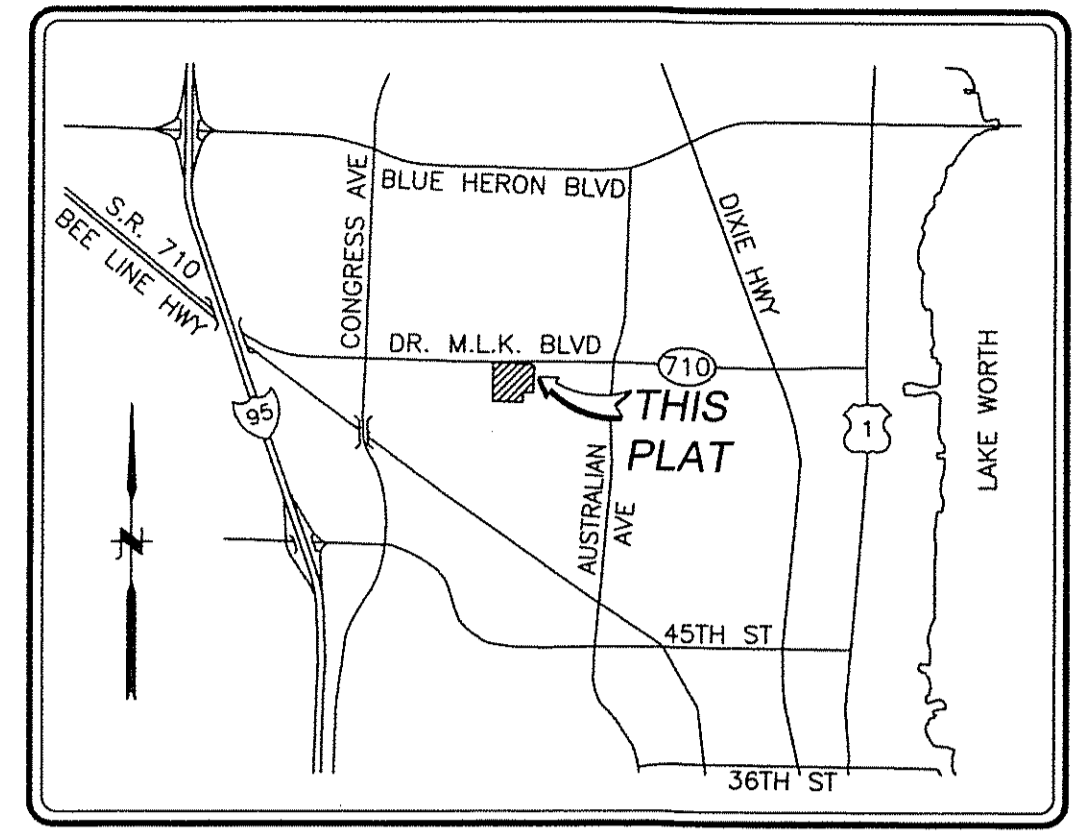 BLUE HERON BLVD
CONGRESS AVE
S.R. 710
BEE LINE HWY
DIXIE HWY
DR. M.L.K. BLVD
710
THIS
PLAT
95
1
LAKE WORTH
AUSTRALIAN
AVE
N
45TH ST
36TH ST